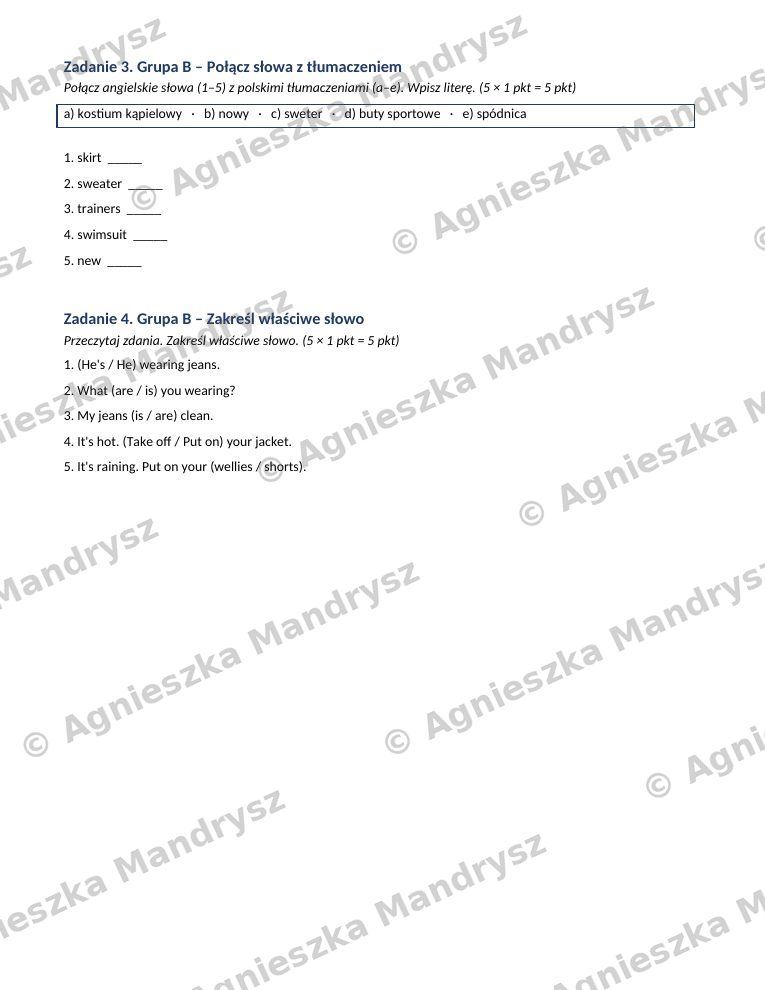 Zadanie 3. Grupa B – Połącz słowa z tłumaczeniem
Połącz angielskie słowa (1–5) z polskimi tłumaczeniami (a–e). Wpisz literę. (5 × 1 pkt = 5 pkt)
a) kostium kąpielowy · b) nowy · c) sweter · d) buty sportowe · e) spódnica
1. skirt _____
2. sweater _____
3. trainers _____
4. swimsuit _____
5. new _____
Zadanie 4. Grupa B – Zakreśl właściwe słowo
Przeczytaj zdania. Zakreśl właściwe słowo. (5 × 1 pkt = 5 pkt)
1. (He's / He) wearing jeans.
2. What (are / is) you wearing?
3. My jeans (is / are) clean.
4. It's hot. (Take off / Put on) your jacket.
5. It's raining. Put on your (wellies / shorts).
© Agnieszka Mandrysz